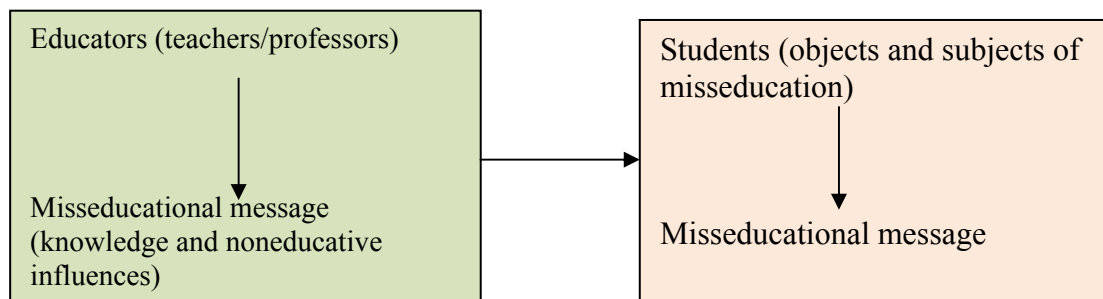 Educators (teachers/professors)
Misseducational message
(knowledge and noneducative
influences)
Students (objects and subjects of
misseducation)
Misseducational message